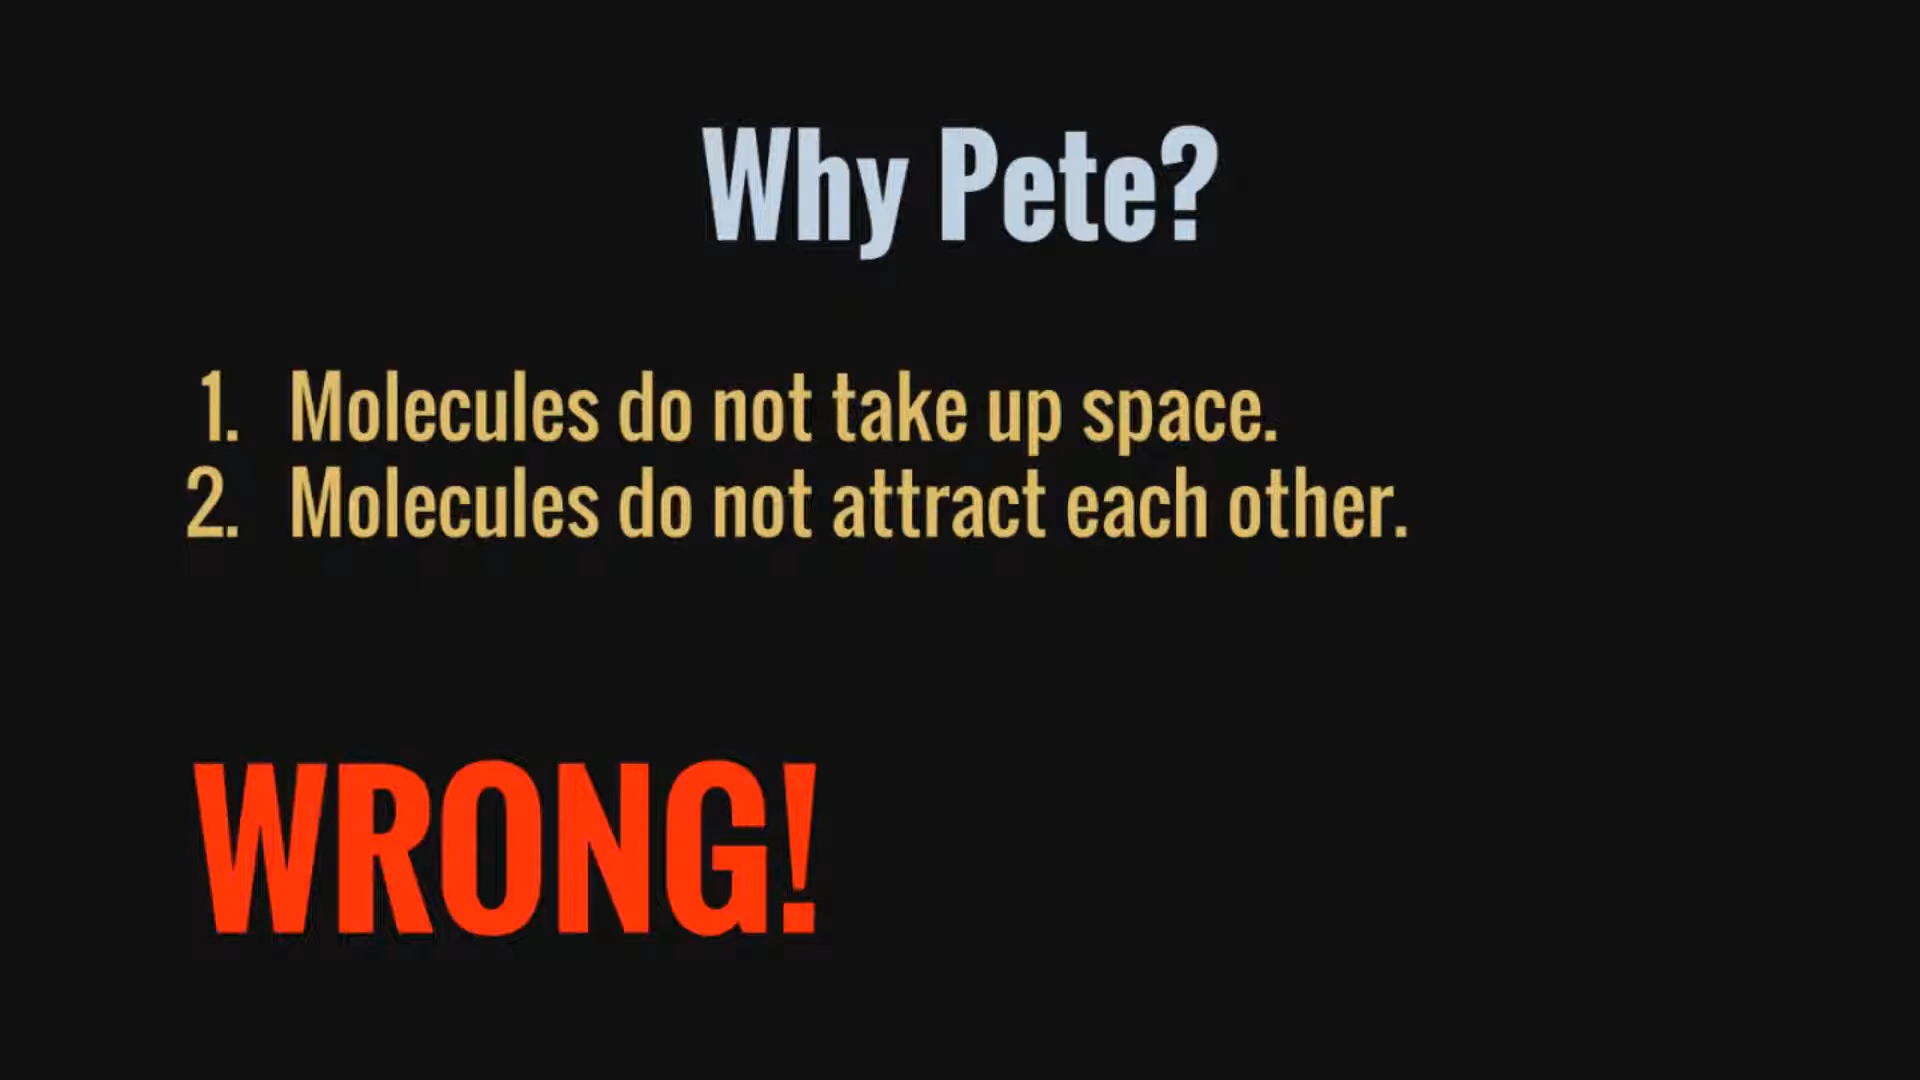 Why Pete?
1. Molecules do not take up space.
2. Molecules do not attract each other.
WRONG!